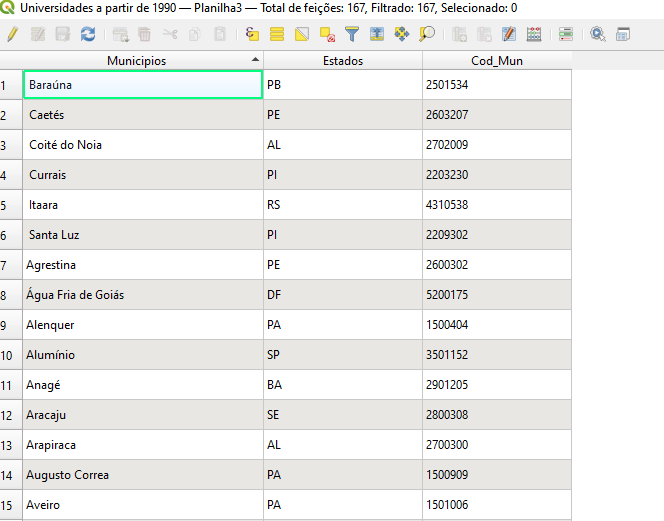 Universidades a partir de 1990 — Planilha3 — Total de feições: 167, Filtrado: 167, Selecionado: 0
Municipios Estados Cod_Mun
1 Baraúna PB 2501534
2 Caetés PE 2603207
3 Coité do Noia AL 2702009
4 Currais PI 2203230
5 Itaara RS 4310538
6 Santa Luz PI 2209302
7 Agrestina PE 2600302
8 Água Fria de Goiás DF 5200175
9 Alenquer PA 1500404
10 Alumínio SP 3501152
11 Anagé BA 2901205
12 Aracaju SE 2800308
13 Arapiraca AL 2700300
14 Augusto Correa PA 1500909
15 Aveiro PA 1501006